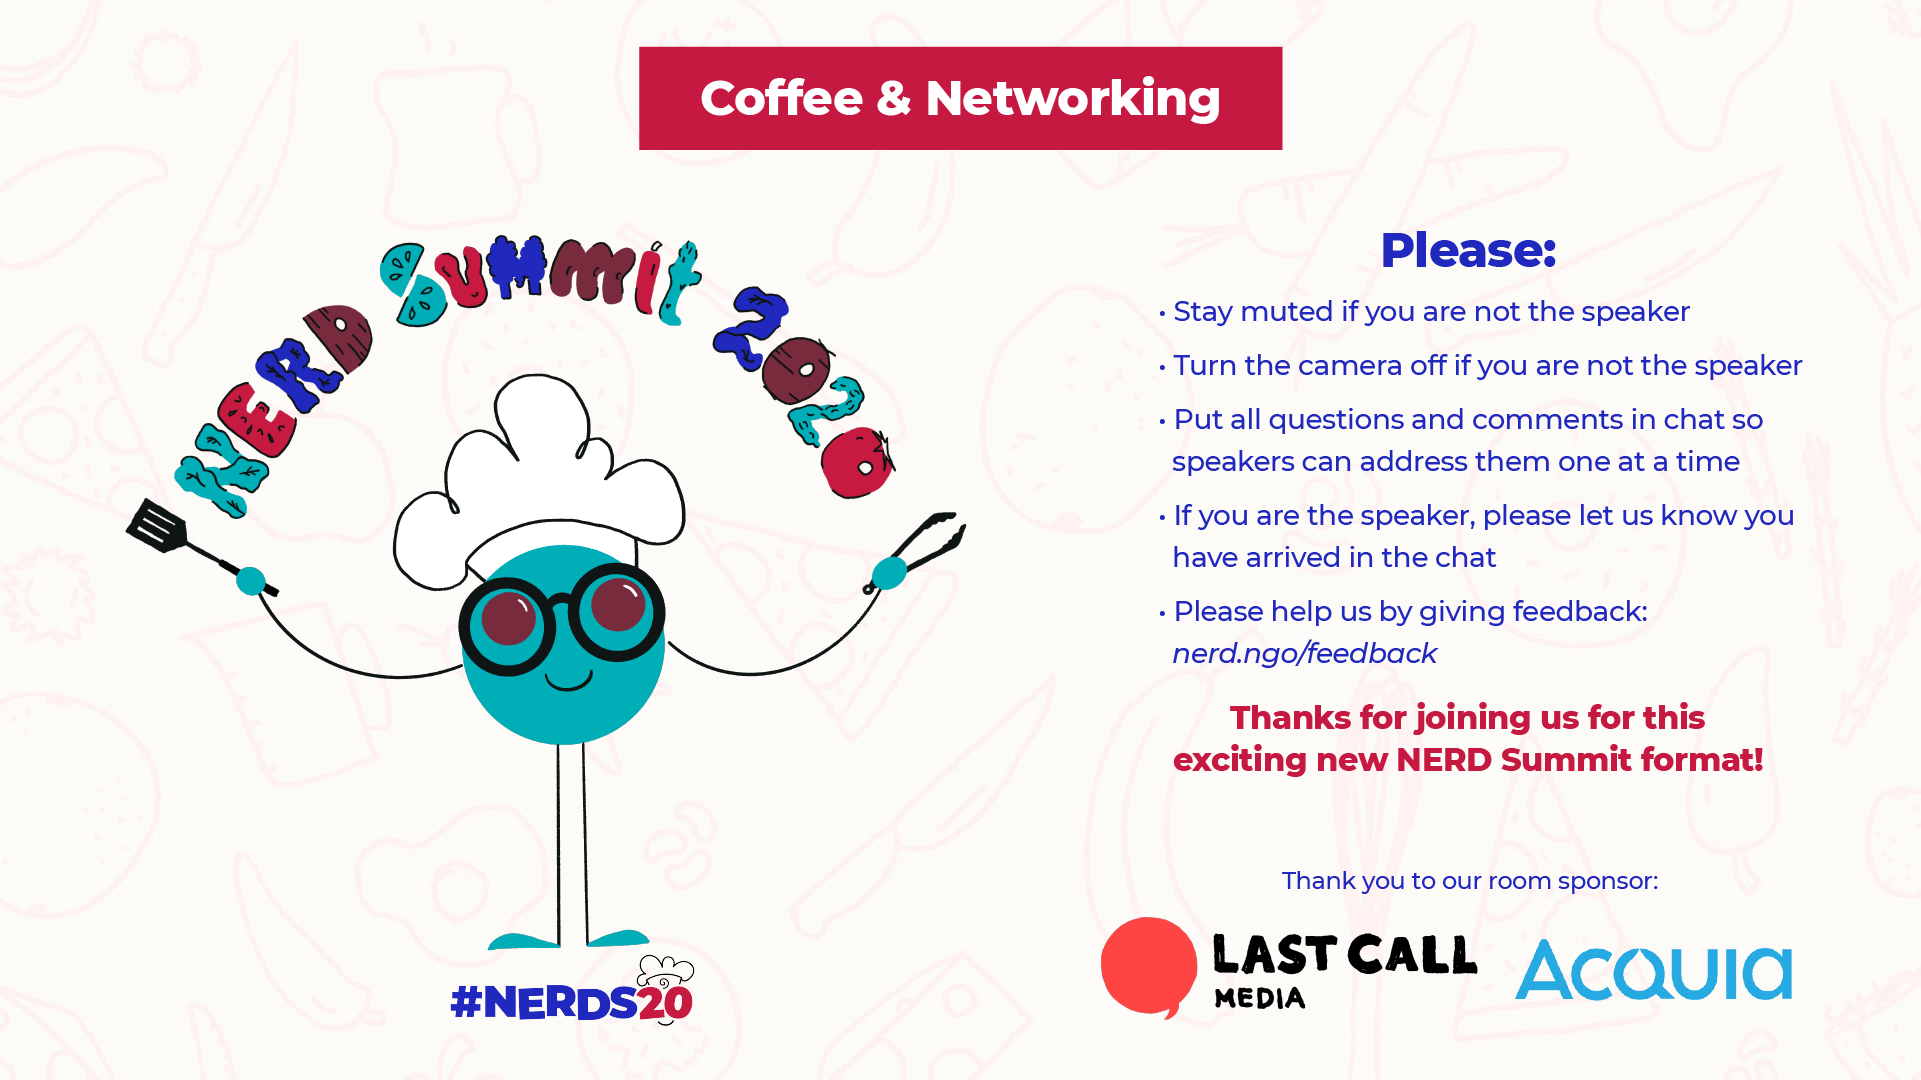 Coffee & Networking
NERD Summit 2020
Please:
• Stay muted if you are not the speaker
• Turn the camera off if you are not the speaker
• Put all questions and comments in chat so
speakers can address them one at a time
• If you are the speaker, please let us know you
have arrived in the chat
• Please help us by giving feedback:
nerd.ngo/feedback
Thanks for joining us for this
exciting new NERD Summit format!
Thank you to our room sponsor:
LAST CALL
MEDIA
ACQUIA
#NERDS20